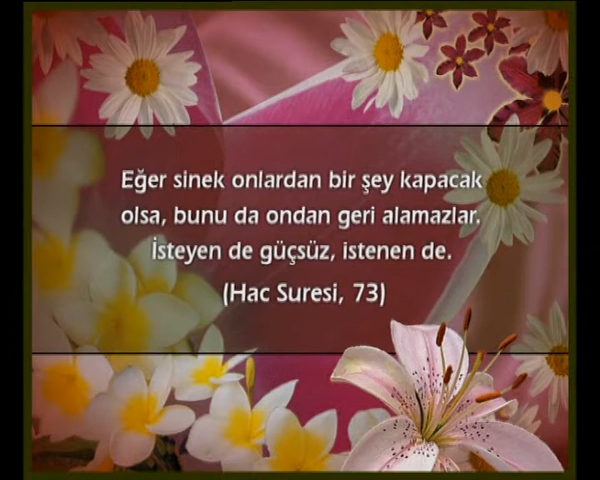 Eğer sinek onlardan bir şey kapacak
olsa, bunu da ondan geri alamazlar.
İsteyen de güçsüz, istenen de.
(Hac Suresi, 73)